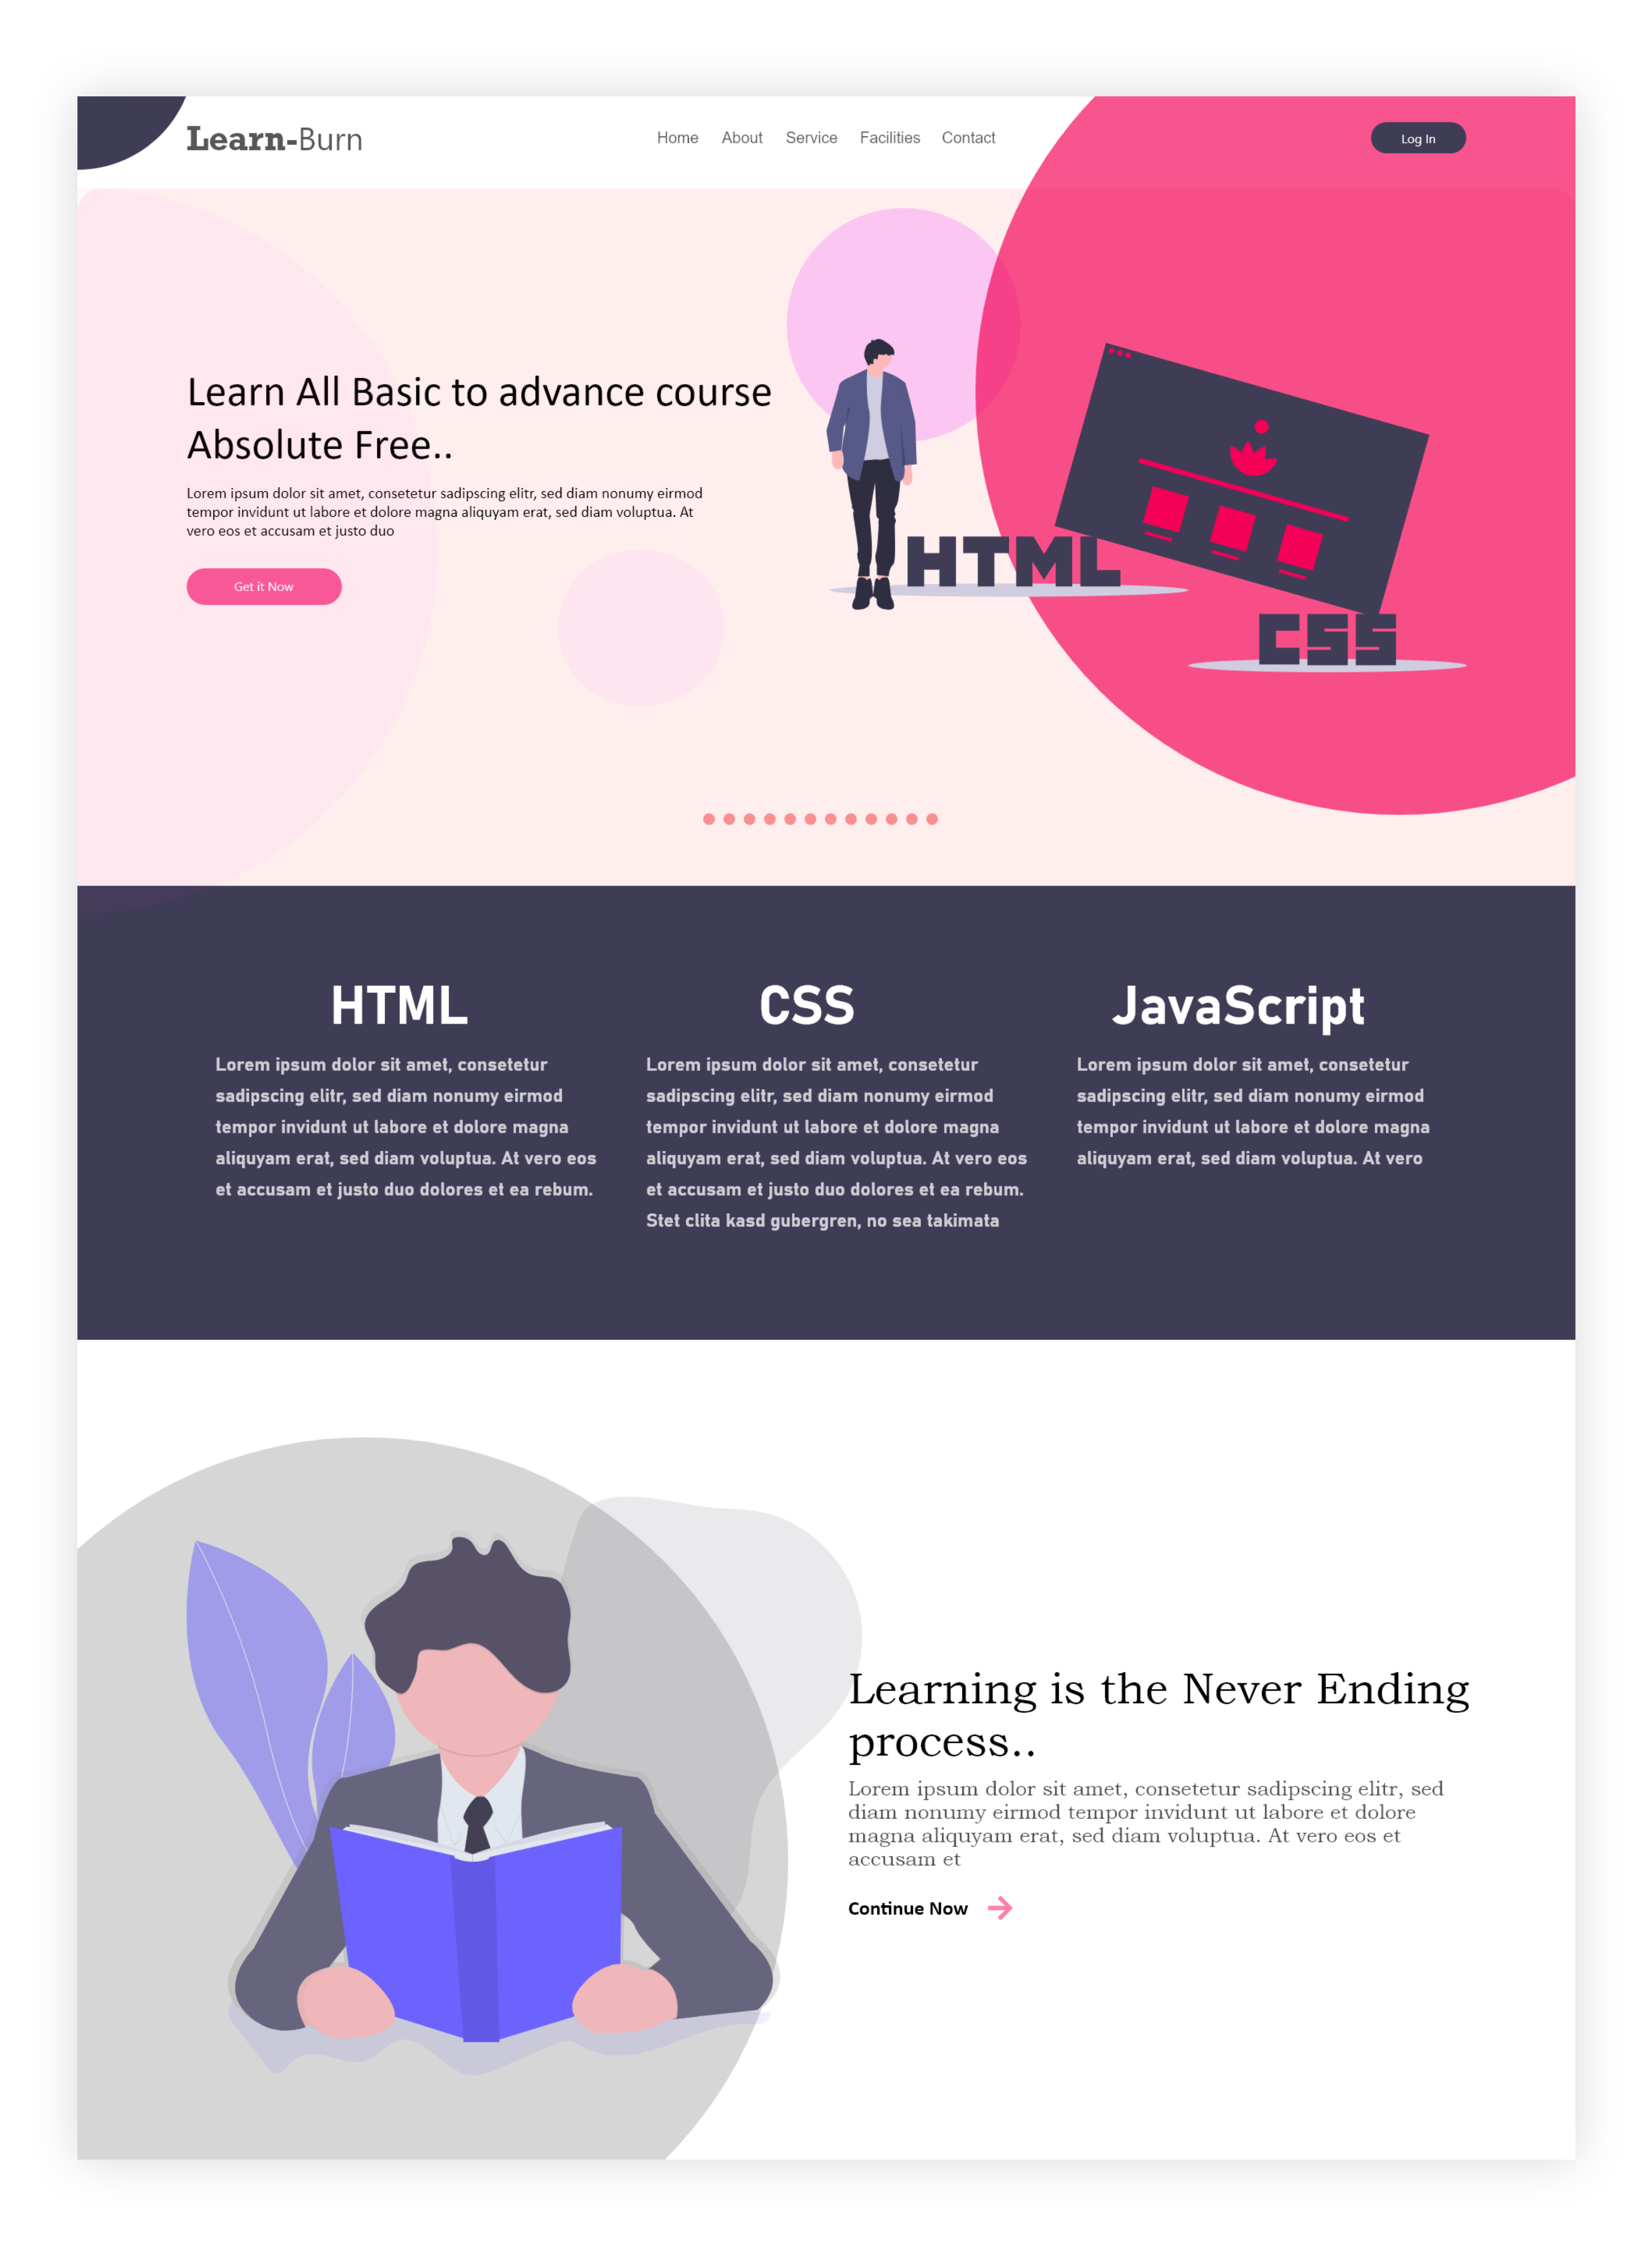 Learn-Burn
Home About Service Facilities Contact
Log In
Learn All Basic to advance course
Absolute Free..
Lorem ipsum dolor sit amet, consetetur sadipscing elitr, sed diam nonumy eirmod
tempor invidunt ut labore et dolore magna aliquyam erat, sed diam voluptua. At
vero eos et accusam et justo duo
Get it Now
HTML
CSS
HTML
Lorem ipsum dolor sit amet, consetetur
sadipscing elitr, sed diam nonumy eirmod
tempor invidunt ut labore et dolore magna
aliquyam erat, sed diam voluptua. At vero eos
et accusam et justo duo dolores et ea rebum.
CSS
Lorem ipsum dolor sit amet, consetetur
sadipscing elitr, sed diam nonumy eirmod
tempor invidunt ut labore et dolore magna
aliquyam erat, sed diam voluptua. At vero eos
et accusam et justo duo dolores et ea rebum.
Stet clita kasd gubergren, no sea takimata
JavaScript
Lorem ipsum dolor sit amet, consetetur
sadipscing elitr, sed diam nonumy eirmod
tempor invidunt ut labore et dolore magna
aliquyam erat, sed diam voluptua. At vero
Learning is the Never Ending
process..
Lorem ipsum dolor sit amet, consetetur sadipscing elitr, sed
diam nonumy eirmod tempor invidunt ut labore et dolore
magna aliquyam erat, sed diam voluptua. At vero eos et
accusam et
Continue Now